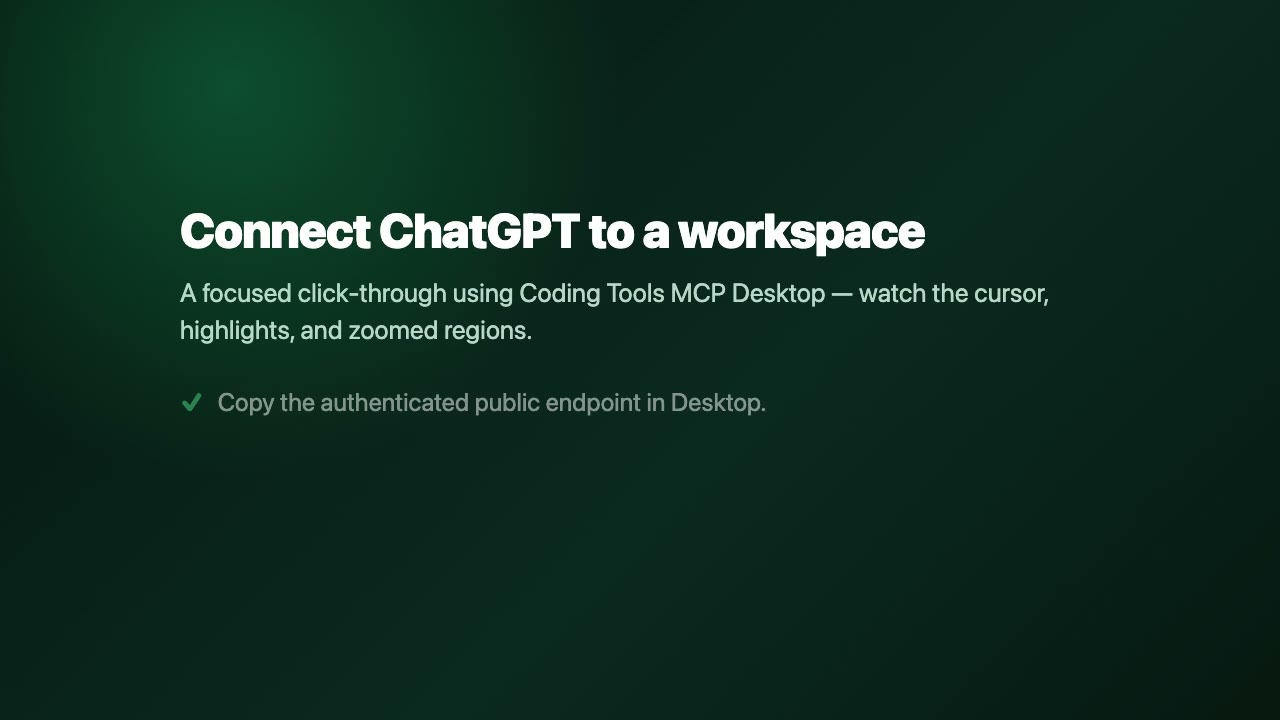 Connect ChatGPT to a workspace
A focused click-through using Coding Tools MCP Desktop — watch the cursor,
highlights, and zoomed regions.
Copy the authenticated public endpoint in Desktop.